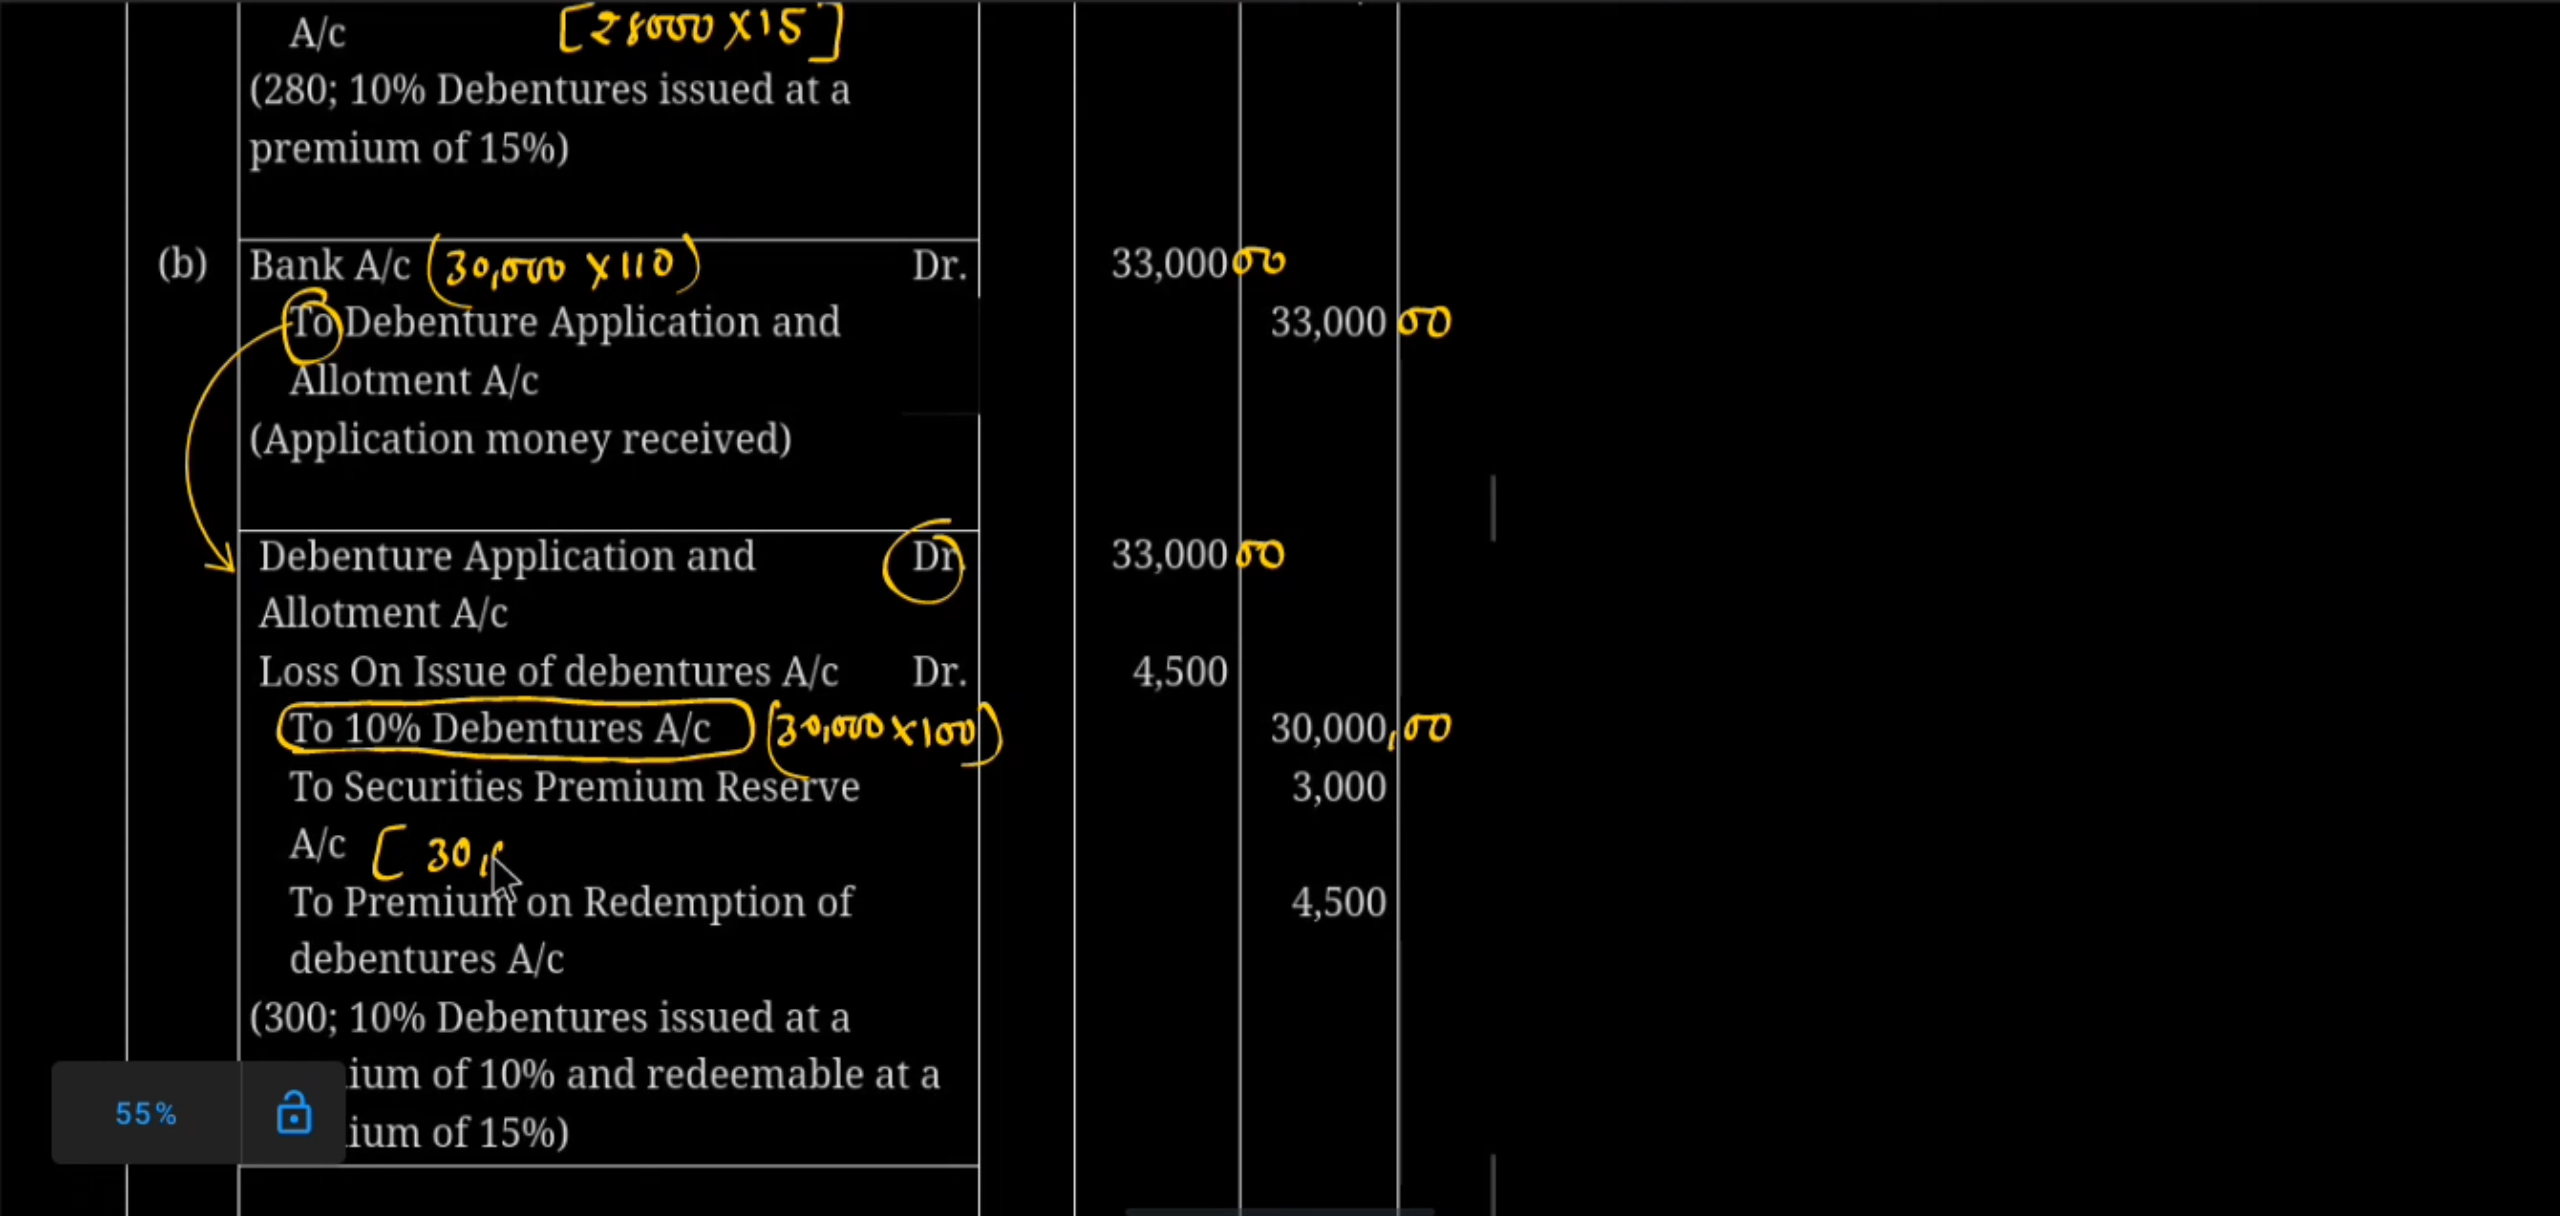 A/c [28000 X 15]
(280; 10% Debentures issued at a
premium of 15%)
(b) Bank A/c (30,000 X 110) Dr. 33,00000
To Debenture Application and 33,00000
Allotment A/c
(Application money received)
Debenture Application and Dr. 33,00000
Allotment A/c
Loss On Issue of debentures A/c Dr. 4,500
To 10% Debentures A/c (30,000 X 100) 30,000,00
To Securities Premium Reserve 3,000
A/c [ 30,
To Premium on Redemption of 4,500
debentures A/c
(300; 10% Debentures issued at a
ium of 10% and redeemable at a
ium of 15%)
55%